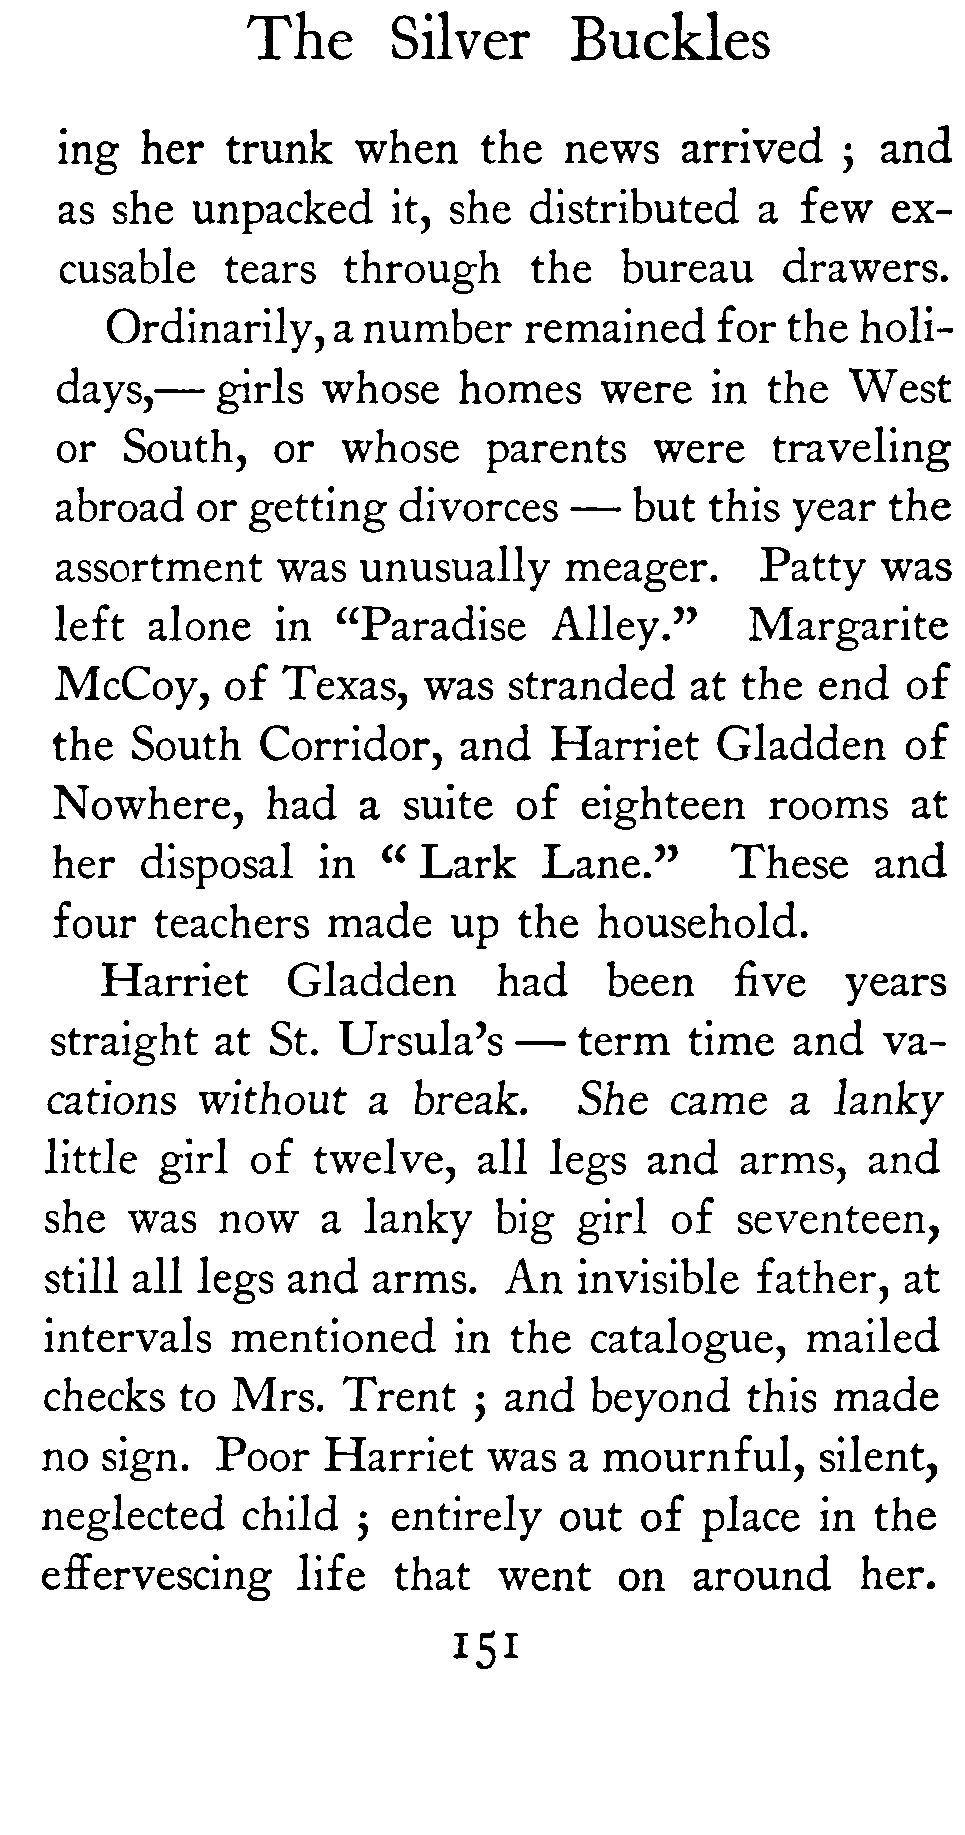 The Silver Buckles
ing her trunk when the news arrived ; and
as she unpacked it, she distributed a few ex-
cusable tears through the bureau drawers.
Ordinarily, a number remained for the holi-
days,— girls whose homes were in the West
or South, or whose parents were traveling
abroad or getting divorces — but this year the
assortment was unusually meager. Patty was
left alone in “Paradise Alley.” Margarite
McCoy, of Texas, was stranded at the end of
the South Corridor, and Harriet Gladden of
Nowhere, had a suite of eighteen rooms at
her disposal in “ Lark Lane.” These and
four teachers made up the household.
Harriet Gladden had been five years
straight at St. Ursula’s — term time and va-
cations without a break. She came a lanky
little girl of twelve, all legs and arms, and
she was now a lanky big girl of seventeen,
still all legs and arms. An invisible father, at
intervals mentioned in the catalogue, mailed
checks to Mrs. Trent ; and beyond this made
no sign. Poor Harriet was a mournful, silent,
neglected child ; entirely out of place in the
effervescing life that went on around her.
151